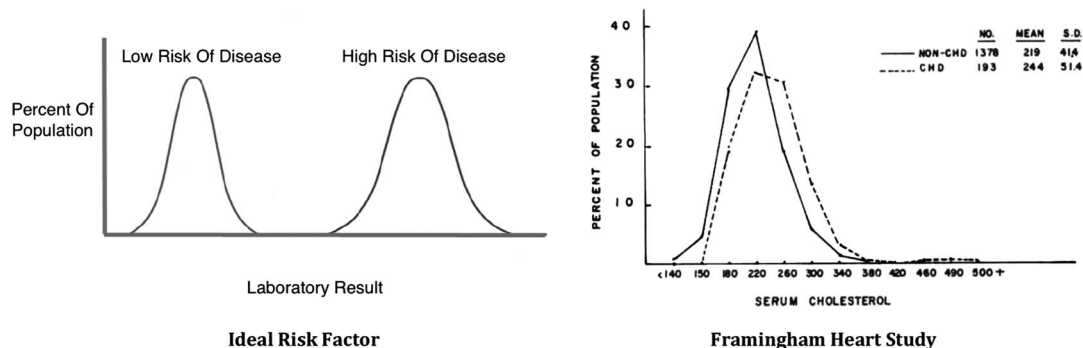 Low Risk Of Disease
High Risk Of Disease
Percent Of
Population
Laboratory Result
Ideal Risk Factor
40
30
20
10
PERCENT OF POPULATION
NO. MEAN S.D.
NON-CHD 1378 219 41.4
CHD 193 244 51.4
<140 150 180 220 260 300 340 380 420 460 490 500+
SERUM CHOLESTEROL
Framingham Heart Study